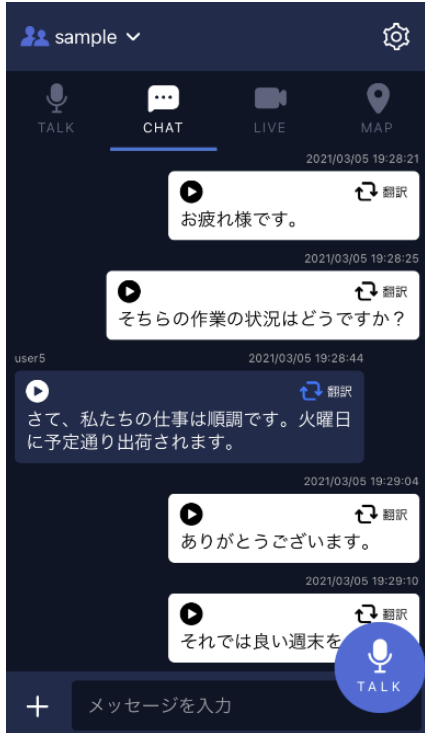 sample
TALK
CHAT
LIVE
MAP
2021/03/05 19:28:21
翻訳
お疲れ様です。
2021/03/05 19:28:25
翻訳
そちらの作業の状況はどうですか？
user5
2021/03/05 19:28:44
翻訳
さて、私たちの仕事は順調です。火曜日
に予定通り出荷されます。
2021/03/05 19:29:04
翻訳
ありがとうございます。
2021/03/05 19:29:10
翻訳
それでは良い週末を
TALK
メッセージを入力